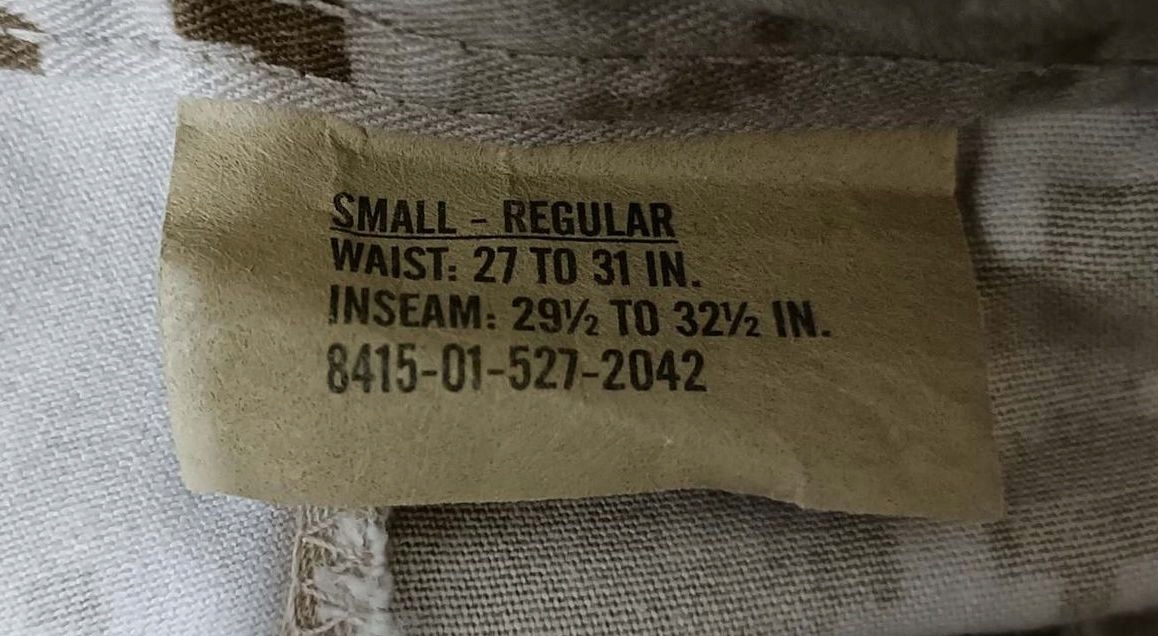 SMALL - REGULAR
WAIST: 27 TO 31 IN.
INSEAM: 29½ TO 32½ IN.
8415-01-527-2042